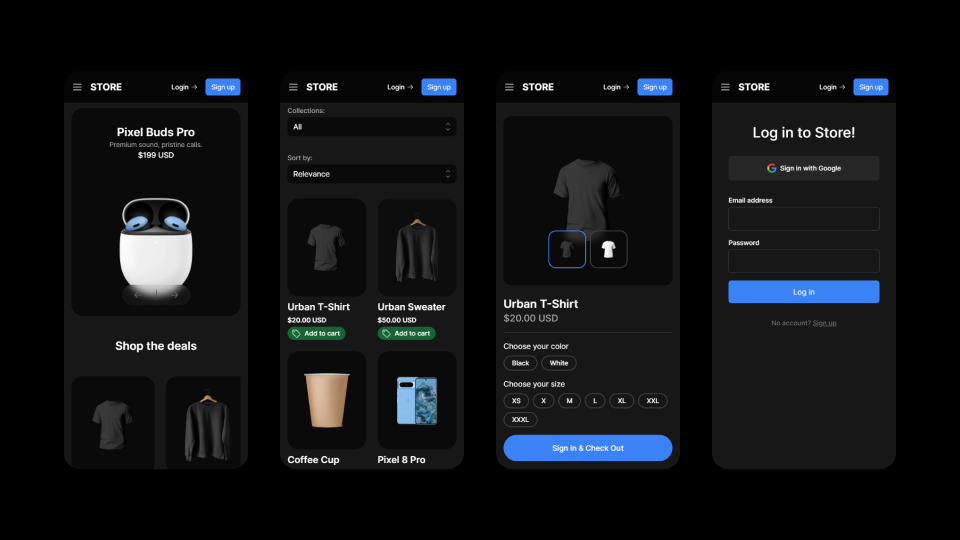 STORE
Login →
Sign up
Pixel Buds Pro
Premium sound, pristine calls.
$199 USD
Shop the deals
STORE
Login →
Sign up
Collections:
All
Sort by:
Relevance
Urban T-Shirt
$20.00 USD
Add to cart
Urban Sweater
$50.00 USD
Add to cart
Coffee Cup
Pixel 8 Pro
STORE
Login →
Sign up
Urban T-Shirt
$20.00 USD
Choose your color
Black
White
Choose your size
XS
X
M
L
XL
XXL
XXXL
Sign in & Check Out
STORE
Login →
Sign up
Log in to Store!
Sign in with Google
Email address
Password
Log in
No account? Sign up